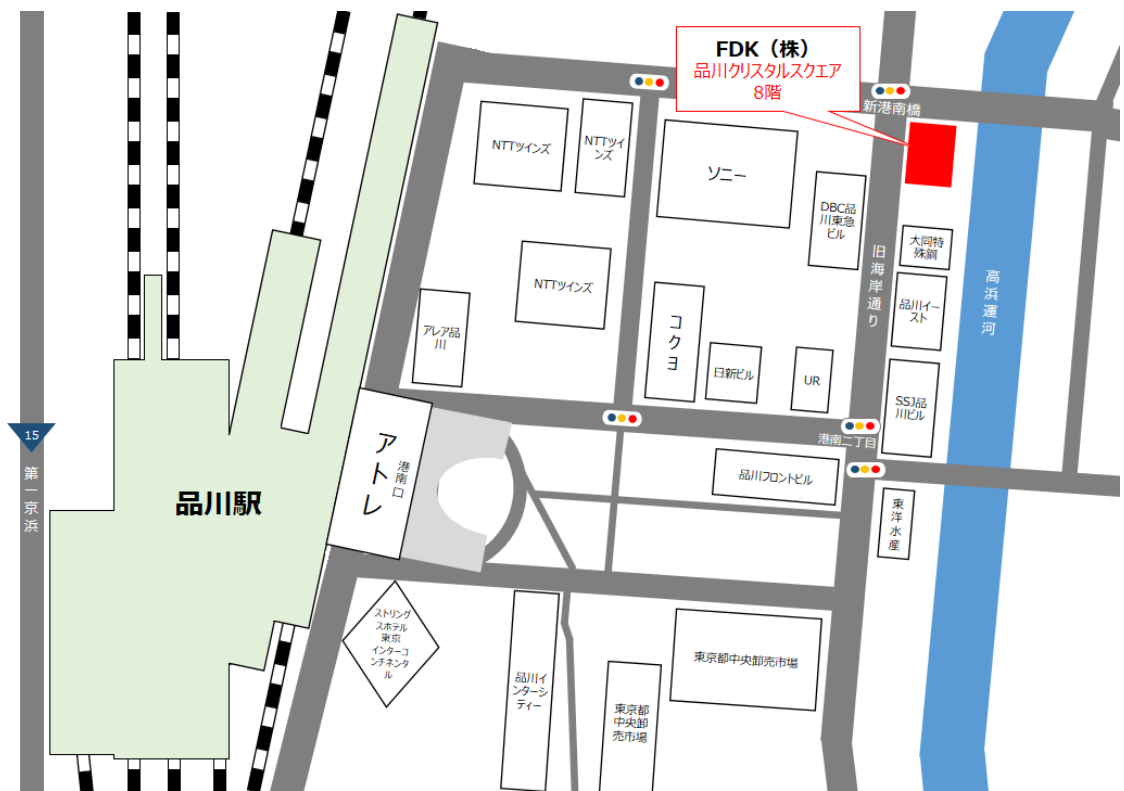 FDK（株）
品川クリスタルスクエア
8階
新港南橋
NTTツインズ
NTTツイ
ンズ
ソニー
DBC品
川東急
ビル
大同特
殊鋼
旧海岸通り
高浜運河
NTTツインズ
アレア品
川
コクヨ
日新ビル
UR
品川イー
スト
SSJ品
川ビル
港南二丁目
15
第一京浜
品川駅
アトレ
港南口
品川フロントビル
東洋水産
ストリング
スホテル
東京
インターコ
ンチネンタ
ル
品川イ
ンターシ
ティー
東京都
中央卸
売市場
東京都中央卸売市場